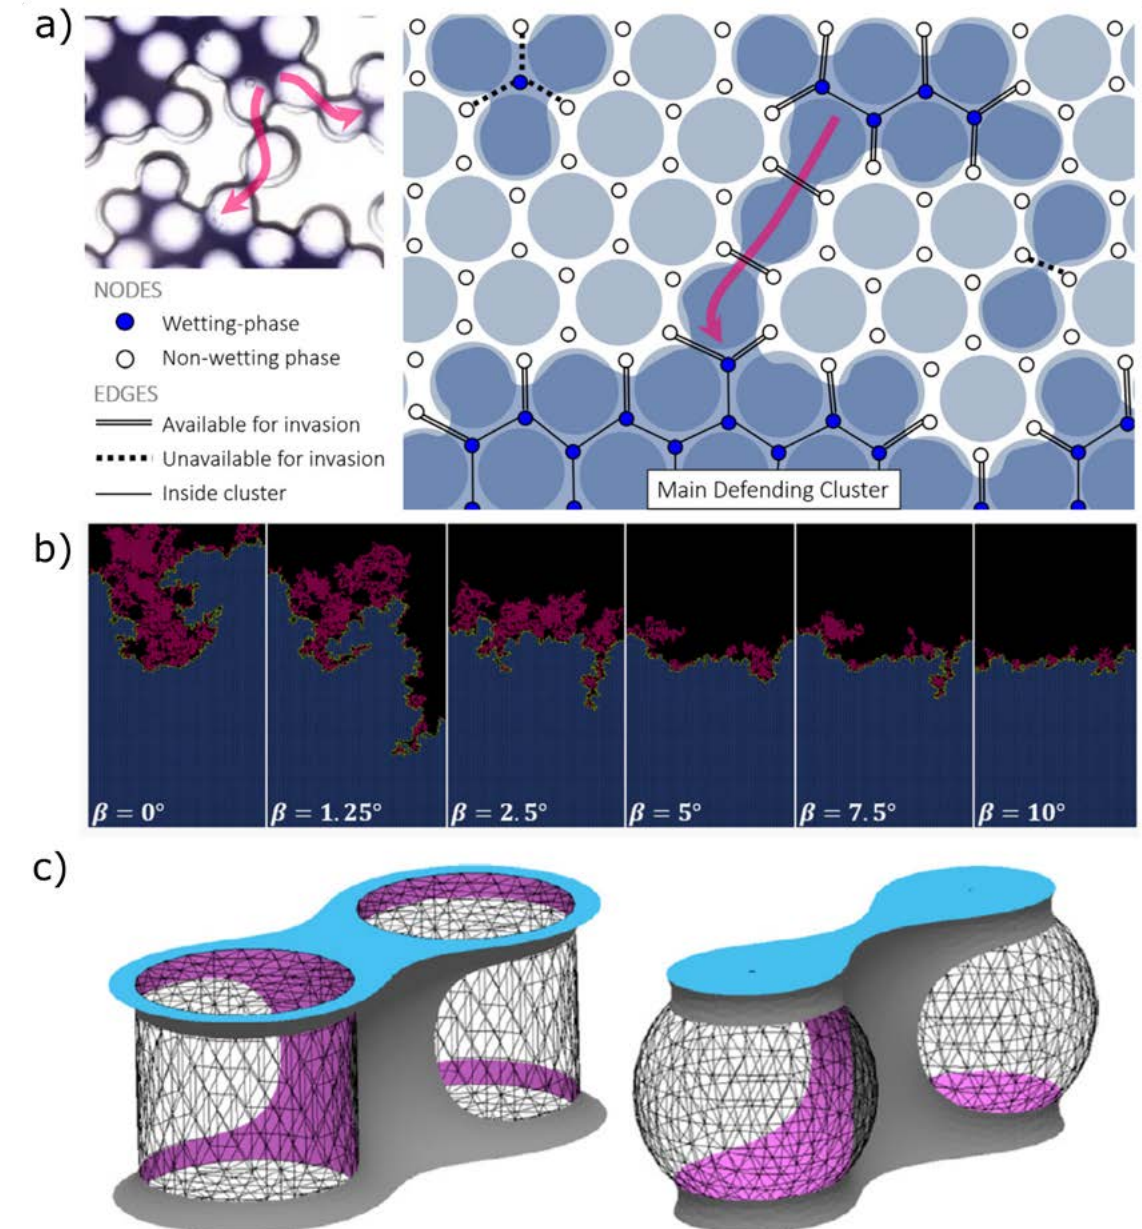 a)
NODES
Wetting-phase
Non-wetting phase
EDGES
Available for invasion
Unavailable for invasion
Inside cluster
Main Defending Cluster
b)
β = 0°
β = 1.25°
β = 2.5°
β = 5°
β = 7.5°
β = 10°
c)